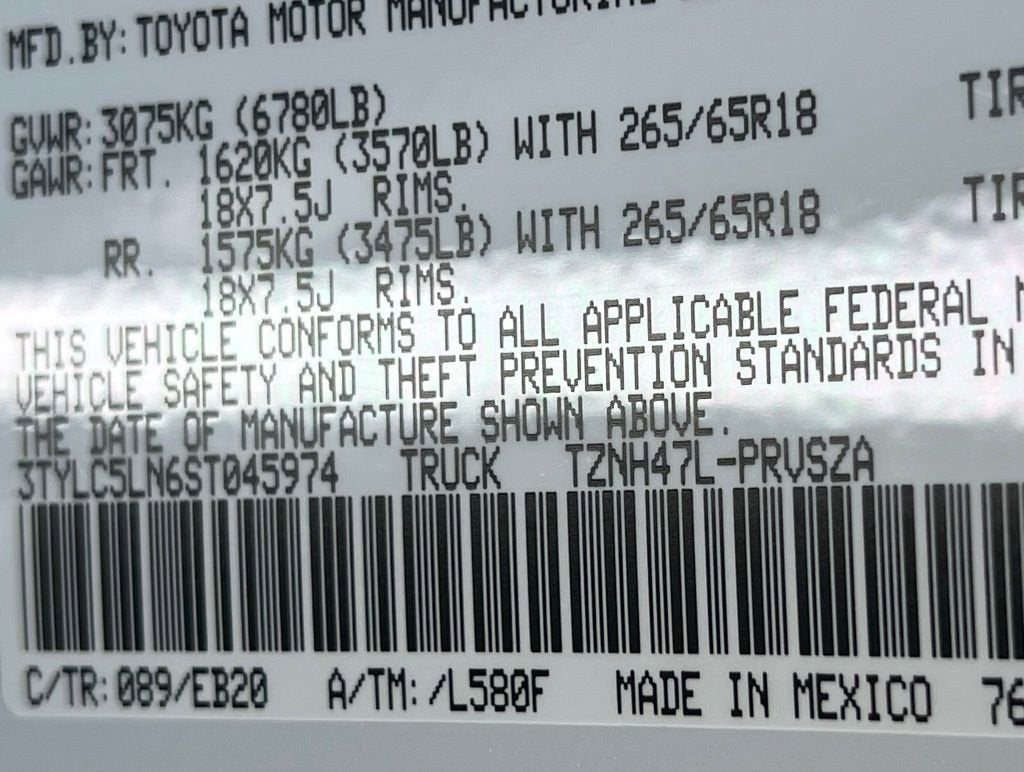 MFD.BY: TOYOTA MOTOR
GVWR: 3075KG (6780LB)
GAWR: FRT. 1620KG (3570LB) WITH 265/65R18 TIR
18X7.5J RIMS.
RR. 1575KG (3475LB) WITH 265/65R18 TIR
18X7.5J RIMS.
THIS VEHICLE CONFORMS TO ALL APPLICABLE FEDERAL M
VEHICLE SAFETY AND THEFT PREVENTION STANDARDS IN
THE DATE OF MANUFACTURE SHOWN ABOVE.
3TYLC5LN6ST045974 TRUCK TZNH47L-PRVSZA
C/TR: 089/EB20 A/TM: /L580F MADE IN MEXICO 76